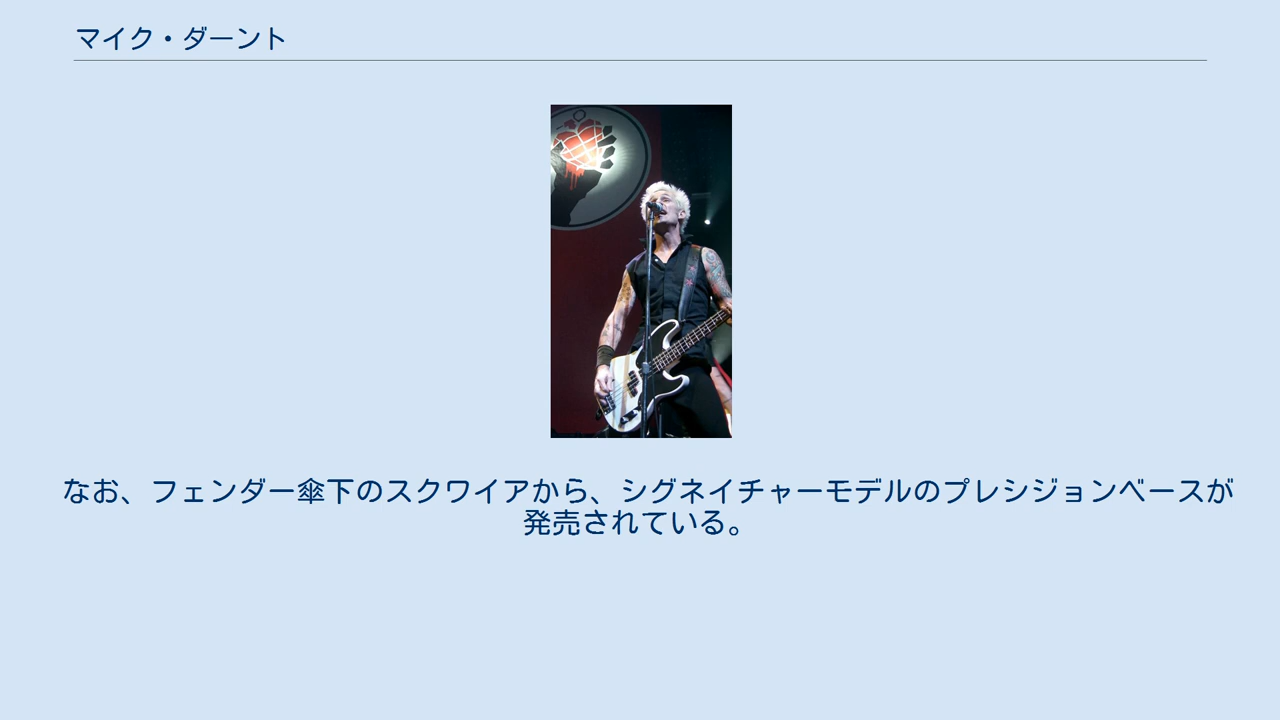 マイク・ダーント
なお、フェンダー傘下のスクワイアから、シグネイチャーモデルのプレシジョンベースが
発売されている。